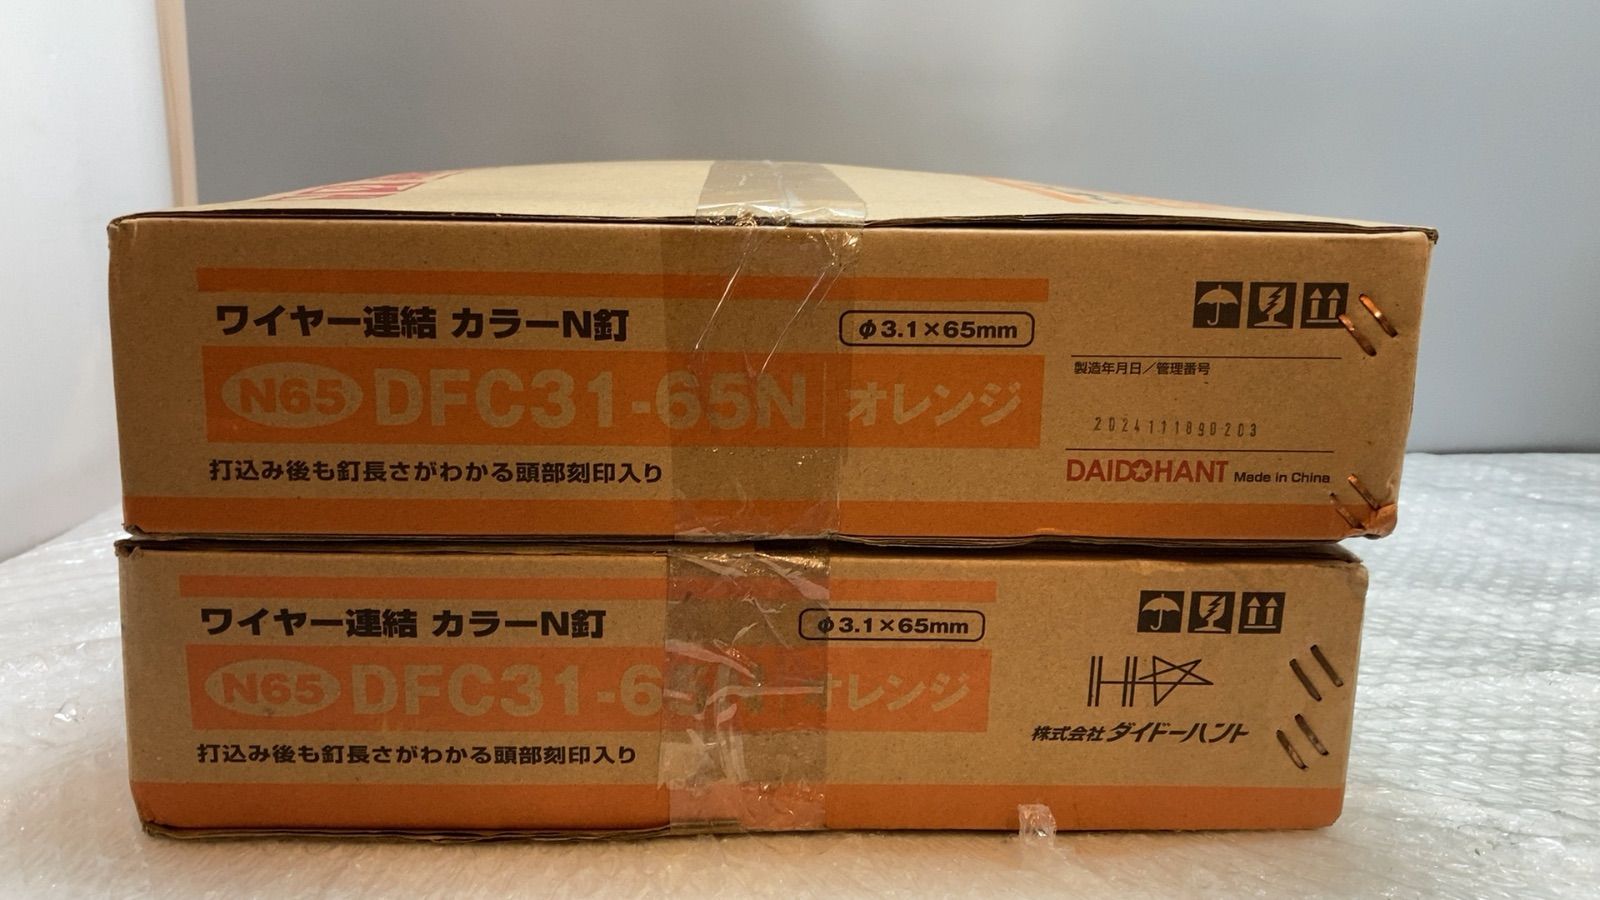 ワイヤー連結 カラーN釘
φ3.1×65mm
N65 DFC31-65N オレンジ
打込み後も釘長さがわかる頭部刻印入り
製造年月日/管理番号
2024111890203
DAIDOHANT Made in China
ワイヤー連結 カラーN釘
φ3.1×65mm
N65 DFC31-65N オレンジ
打込み後も釘長さがわかる頭部刻印入り
株式会社 ダイドーハント